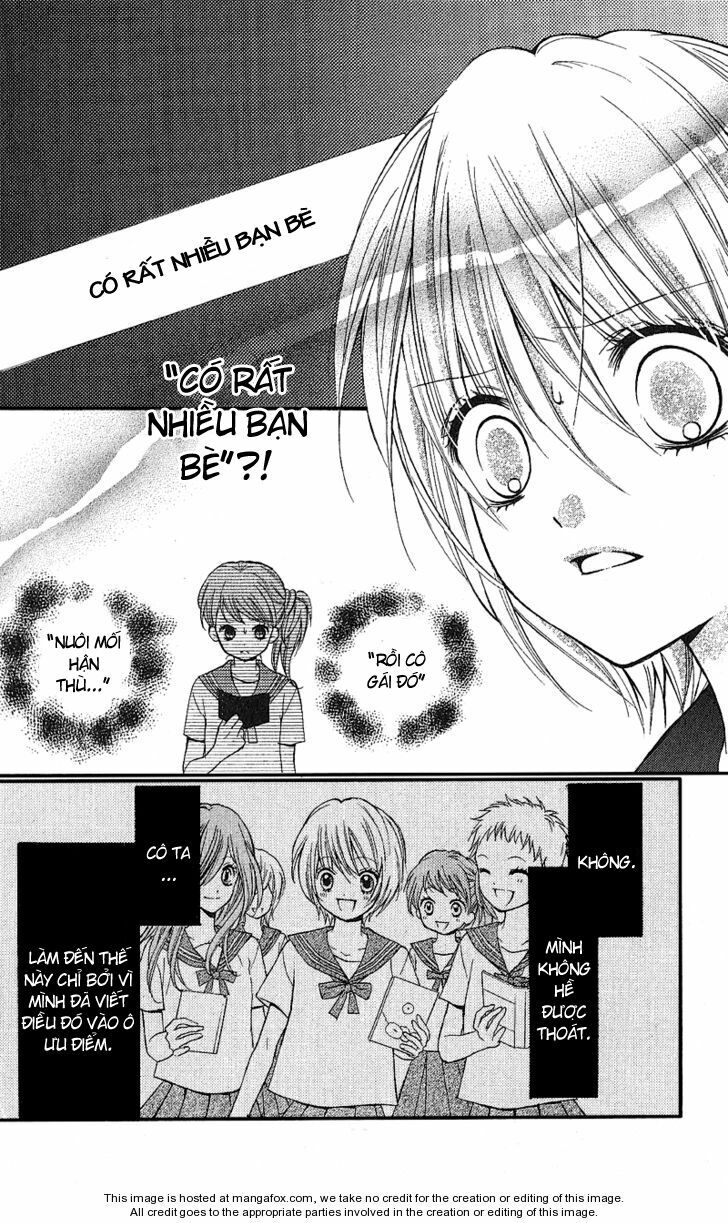 CÓ RẤT NHIỀU BẠN BÈ
"CÓ RẤT
NHIỀU BẠN
BÈ"?!
"RỒI CÔ
GÁI ĐÓ"
"NUÔI MỐI
HẬN
THÙ..."
KHÔNG.
MÌNH
KHÔNG
HỀ
ĐƯỢC
THOÁT.
CÔ TA
...
LÀM ĐẾN THẾ
NÀY CHỈ BỞI VÌ
MÌNH ĐÃ VIẾT
ĐIỀU ĐÓ VÀO Ô
ƯU ĐIỂM.
This image is hosted at mangafox.com, we take no credit for the creation or editing of this image.
All credit goes to the appropriate parties involved in the creation or editing of this image.